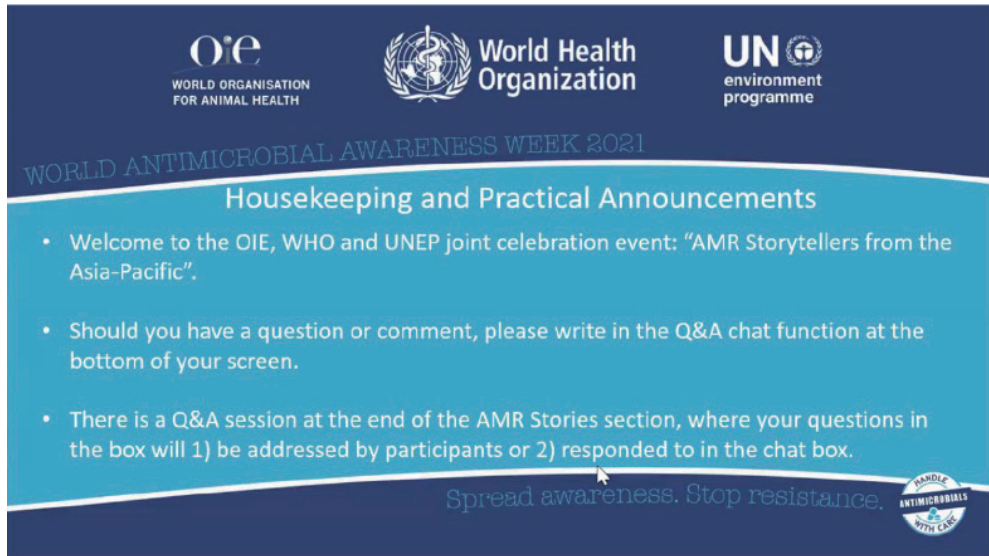 OiE
WORLD ORGANISATION
FOR ANIMAL HEALTH
World Health
Organization
UN
environment
programme
WORLD ANTIMICROBIAL AWARENESS WEEK 2021
Housekeeping and Practical Announcements
• Welcome to the OIE, WHO and UNEP joint celebration event: “AMR Storytellers from the
Asia-Pacific”.
• Should you have a question or comment, please write in the Q&A chat function at the
bottom of your screen.
• There is a Q&A session at the end of the AMR Stories section, where your questions in
the box will 1) be addressed by participants or 2) responded to in the chat box.
Spread awareness. Stop resistance.
HANDLE
ANTIMICROBIALS
WITH CARE